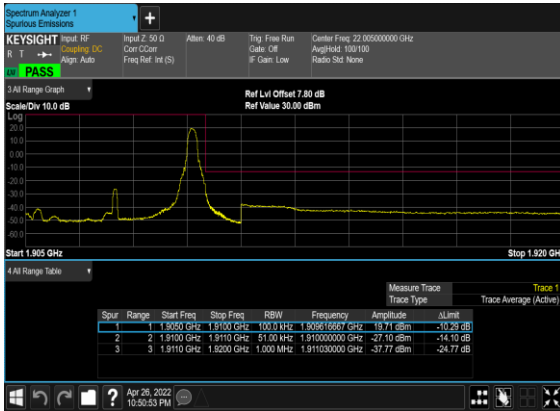 Spectrum Analyzer 1
Spurious Emissions
+
KEYSIGHT Input: RF Input Z: 50 Ω Atten: 40 dB Trig: Free Run Center Freq: 22.005000000 GHz
R T Coupling: DC Corr CCorr Gate: Off Avg|Hold: 100/100
Align: Auto Freq Ref: Int (S) IF Gain: Low Radio Std: None
PASS
3 All Range Graph
Ref Lvl Offset 7.80 dB
Scale/Div 10.0 dB Ref Value 30.00 dBm
Log
20.0
10.0
0.00
-10.0
-20.0
-30.0
-40.0
-50.0
-60.0
Start 1.905 GHz Stop 1.920 GH
4 All Range Table
Measure Trace Trace 1
Trace Type Trace Average (Active)
Spur Range Start Freq Stop Freq RBW Frequency Amplitude ΔLimit
1 1 1.9050 GHz 1.9100 GHz 100.0 kHz 1.909616667 GHz 19.71 dBm -10.29 dB
2 2 1.9100 GHz 1.9110 GHz 51.00 kHz 1.910000000 GHz -27.10 dBm -14.10 dB
3 3 1.9110 GHz 1.9200 GHz 1.000 MHz 1.911030000 GHz -37.77 dBm -24.77 dB
? Apr 26, 2022
10:50:53 PM